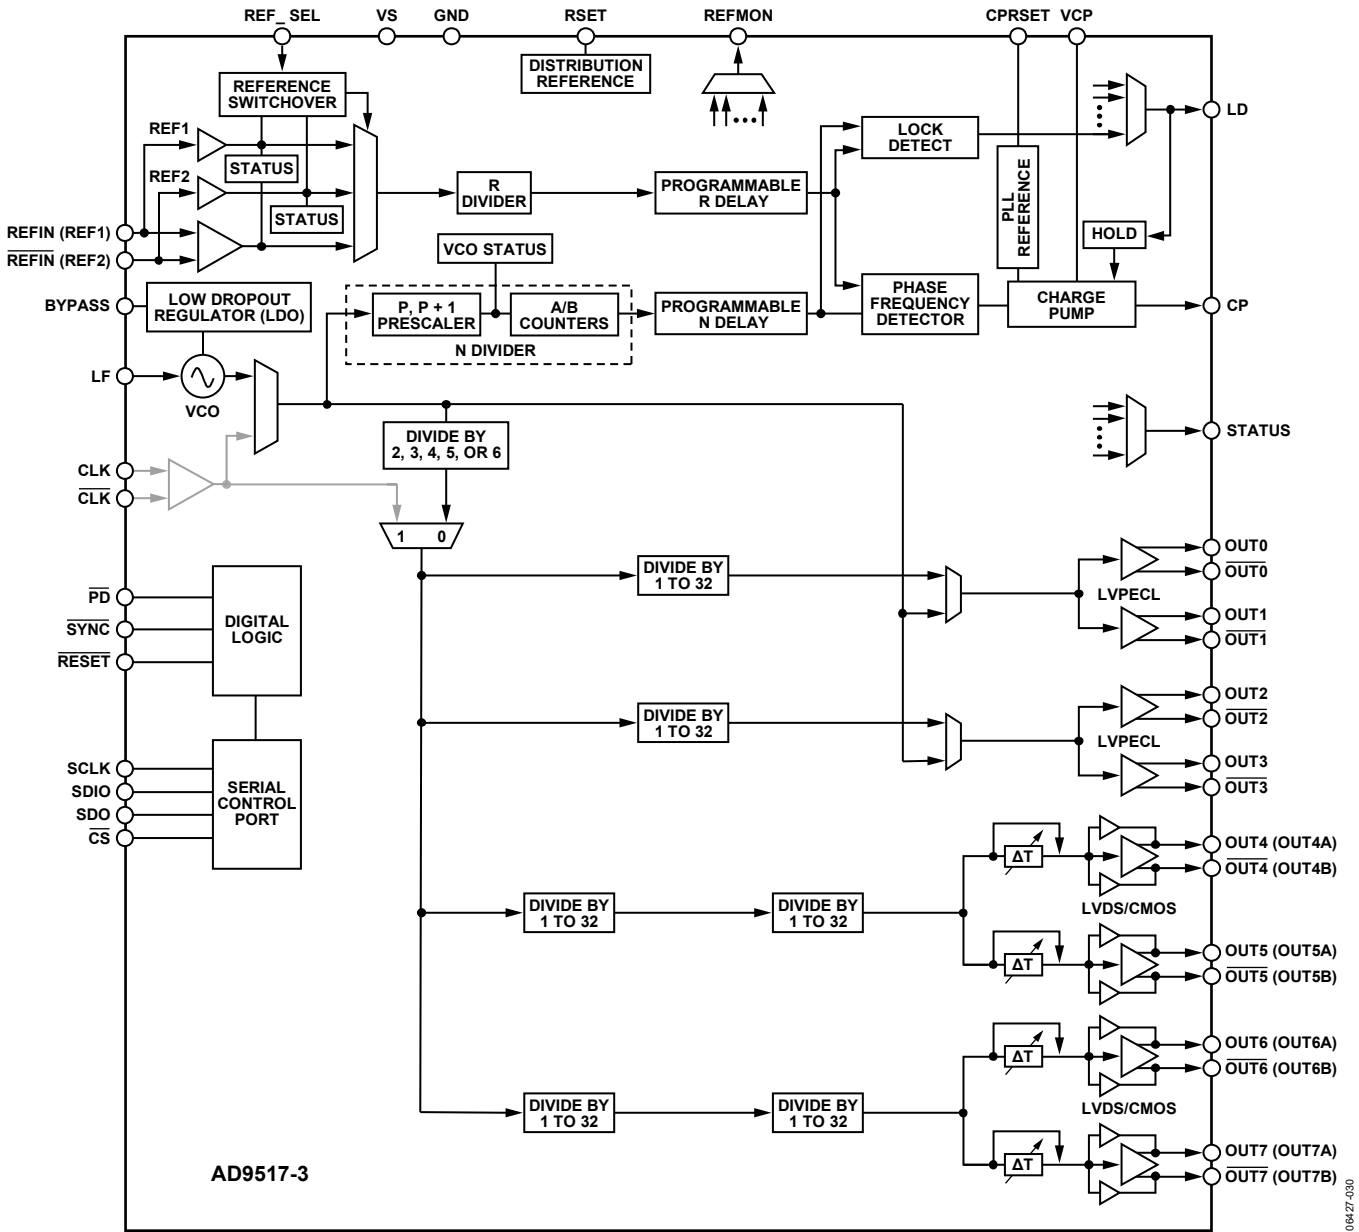 REF_ SEL
VS
GND
RSET
REFMON
CPRSET
VCP
DISTRIBUTION
REFERENCE
REFERENCE
SWITCHOVER
REF1
STATUS
REF2
STATUS
REFIN (REF1)
REFIN (REF2)
R
DIVIDER
PROGRAMMABLE
R DELAY
LOCK
DETECT
PLL
REFERENCE
LD
HOLD
VCO STATUS
BYPASS
LOW DROPOUT
REGULATOR (LDO)
P, P + 1
PRESCALER
A/B
COUNTERS
N DIVIDER
PROGRAMMABLE
N DELAY
PHASE
FREQUENCY
DETECTOR
CHARGE
PUMP
CP
LF
VCO
DIVIDE BY
2, 3, 4, 5, OR 6
STATUS
CLK
CLK
1
0
PD
SYNC
RESET
DIGITAL
LOGIC
DIVIDE BY
1 TO 32
LVPECL
OUT0
OUT0
OUT1
OUT1
DIVIDE BY
1 TO 32
LVPECL
OUT2
OUT2
OUT3
OUT3
SCLK
SDIO
SDO
CS
SERIAL
CONTROL
PORT
DIVIDE BY
1 TO 32
DIVIDE BY
1 TO 32
ΔT
ΔT
LVDS/CMOS
OUT4 (OUT4A)
OUT4 (OUT4B)
OUT5 (OUT5A)
OUT5 (OUT5B)
DIVIDE BY
1 TO 32
DIVIDE BY
1 TO 32
ΔT
ΔT
LVDS/CMOS
OUT6 (OUT6A)
OUT6 (OUT6B)
OUT7 (OUT7A)
OUT7 (OUT7B)
AD9517-3
06427-030